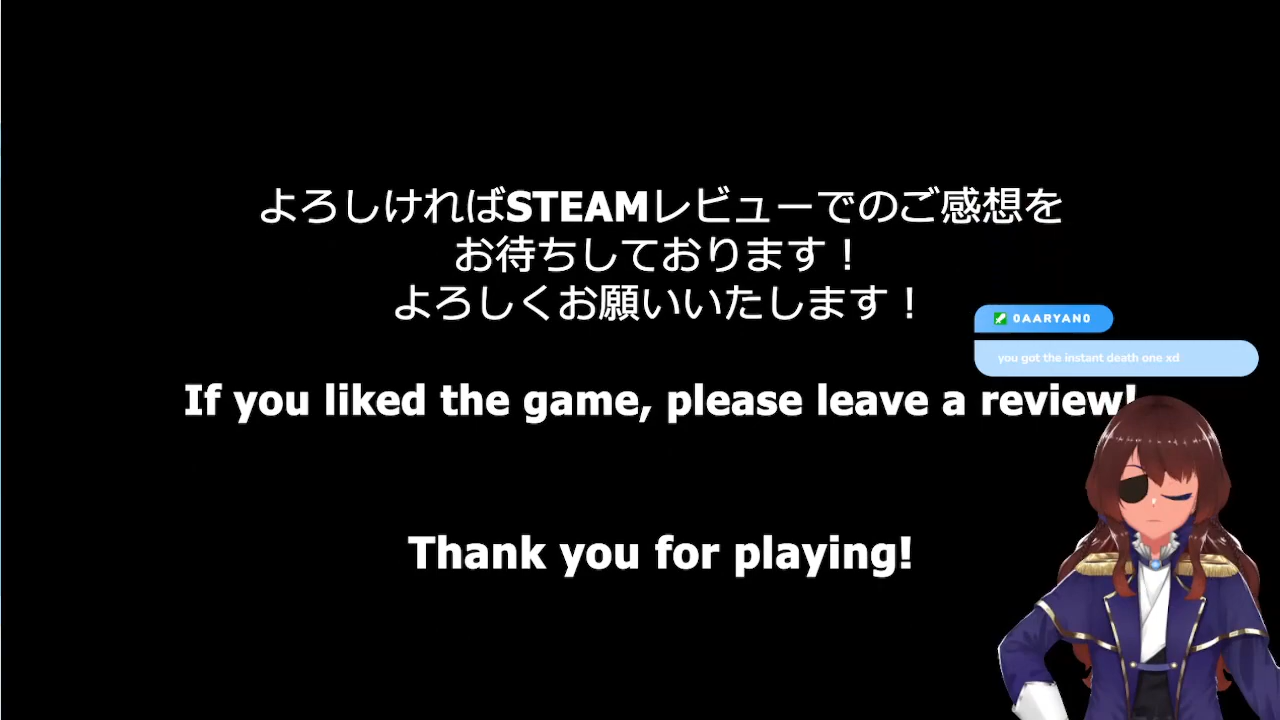 よろしければSTEAMレビューでのご感想を
お待ちしております！
よろしくお願いいたします！
0AARYAN0
you got the instant death one xd
If you liked the game, please leave a review!
Thank you for playing!